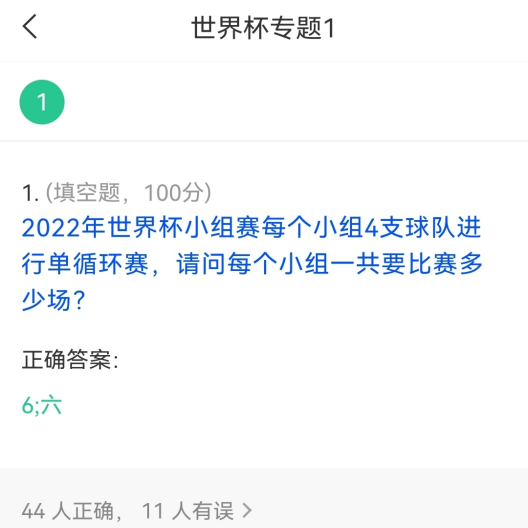 世界杯专题1
1
1. (填空题，100分)
2022年世界杯小组赛每个小组4支球队进
行单循环赛，请问每个小组一共要比赛多
少场？
正确答案：
6;六
44 人正确， 11 人有误